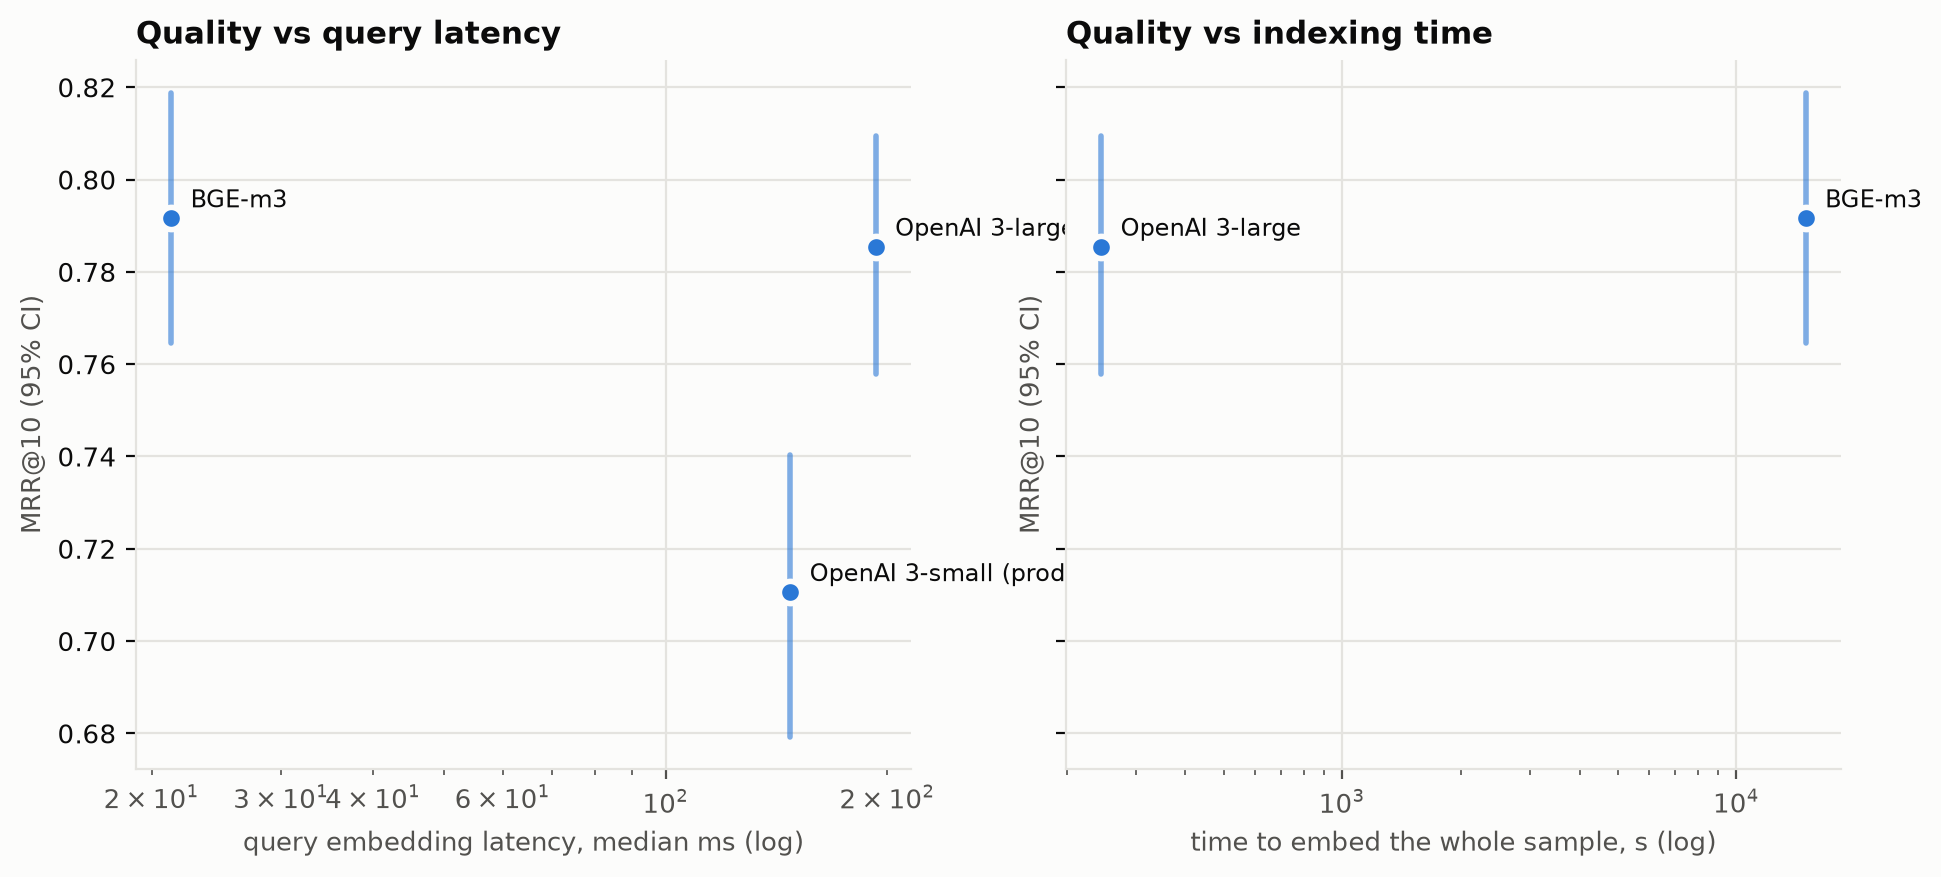 Quality vs query latency
MRR@10 (95% CI)
0.82
0.80
0.78
0.76
0.74
0.72
0.70
0.68
BGE-m3
OpenAI 3-large
OpenAI 3-small (prod
2 × 10¹
3 × 10¹
4 × 10¹
6 × 10¹
10²
2 × 10²
query embedding latency, median ms (log)
Quality vs indexing time
MRR@10 (95% CI)
OpenAI 3-large
BGE-m3
10³
10⁴
time to embed the whole sample, s (log)